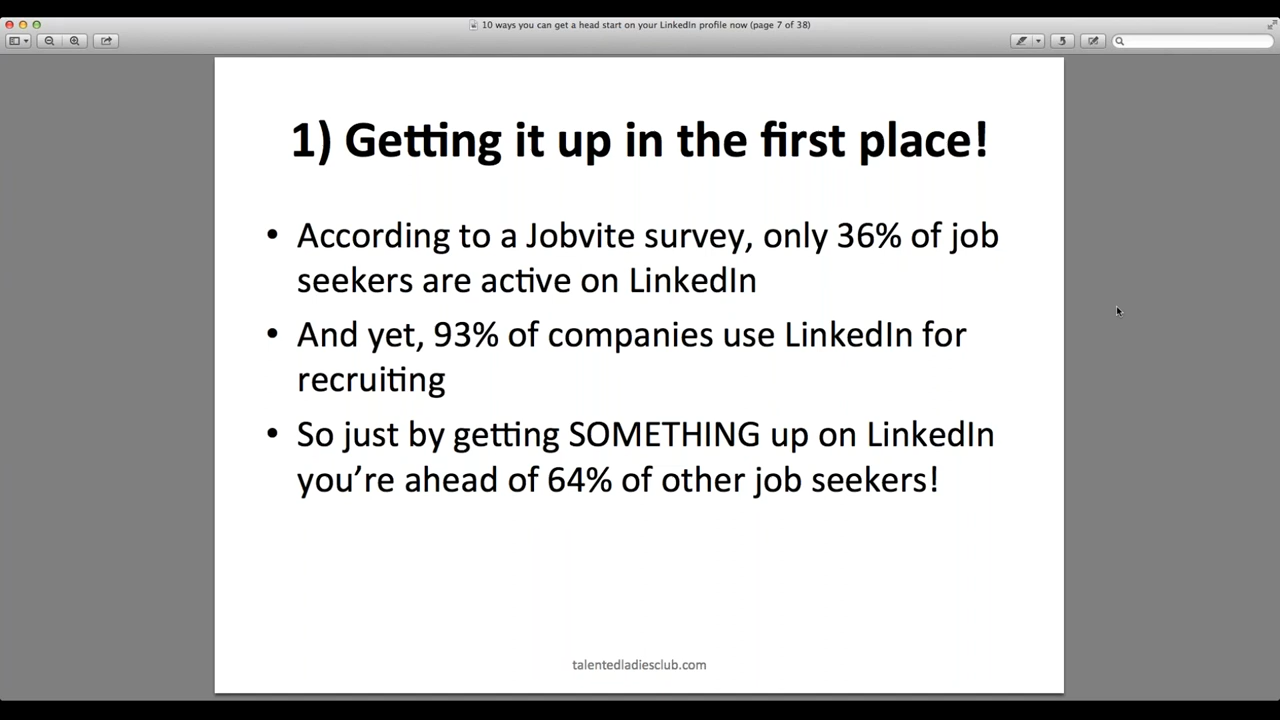 10 ways you can get a head start on your LinkedIn profile now (page 7 of 38)
1) Getting it up in the first place!
• According to a Jobvite survey, only 36% of job
seekers are active on LinkedIn
• And yet, 93% of companies use LinkedIn for
recruiting
• So just by getting SOMETHING up on LinkedIn
you’re ahead of 64% of other job seekers!
talentedladiesclub.com